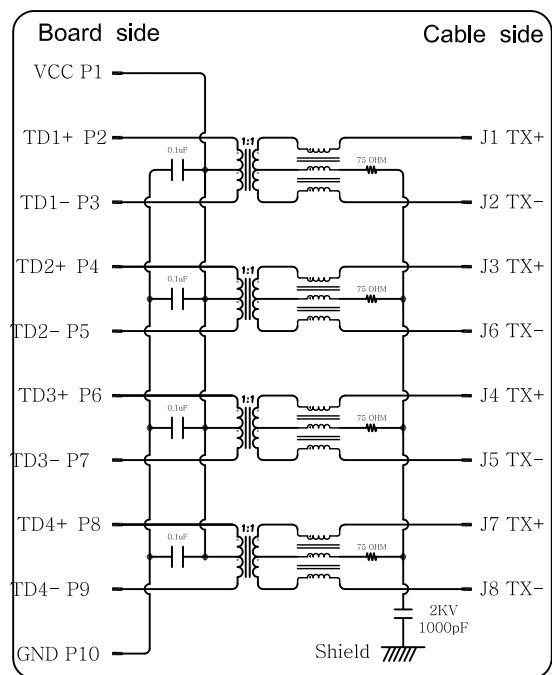 Board side
Cable side
VCC P1
TD1+ P2
1:1
J1 TX+
0.1uF
75 OHM
TD1- P3
J2 TX-
TD2+ P4
1:1
J3 TX+
0.1uF
75 OHM
TD2- P5
J6 TX-
TD3+ P6
1:1
J4 TX+
0.1uF
75 OHM
TD3- P7
J5 TX-
TD4+ P8
1:1
J7 TX+
0.1uF
75 OHM
TD4- P9
J8 TX-
2KV
1000pF
GND P10
Shield